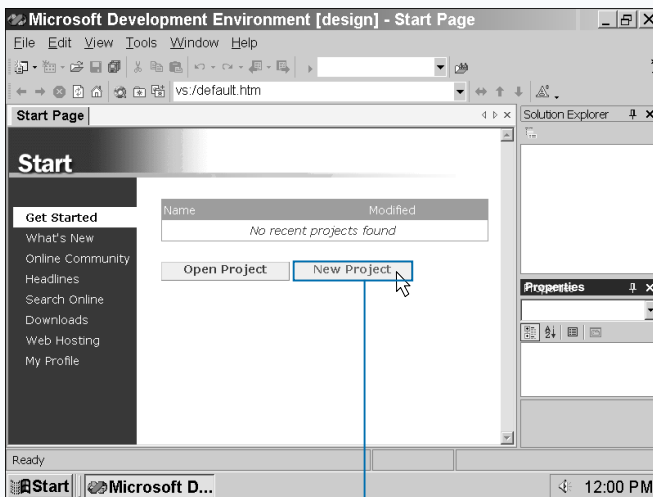 Microsoft Development Environment [design] - Start Page
File Edit View Tools Window Help
vs:/default.htm
Start Page
Solution Explorer
Start
Get Started
What's New
Online Community
Headlines
Search Online
Downloads
Web Hosting
My Profile
Name Modified
No recent projects found
Open Project New Project
Properties
Ready
Start Microsoft D... 12:00 PM